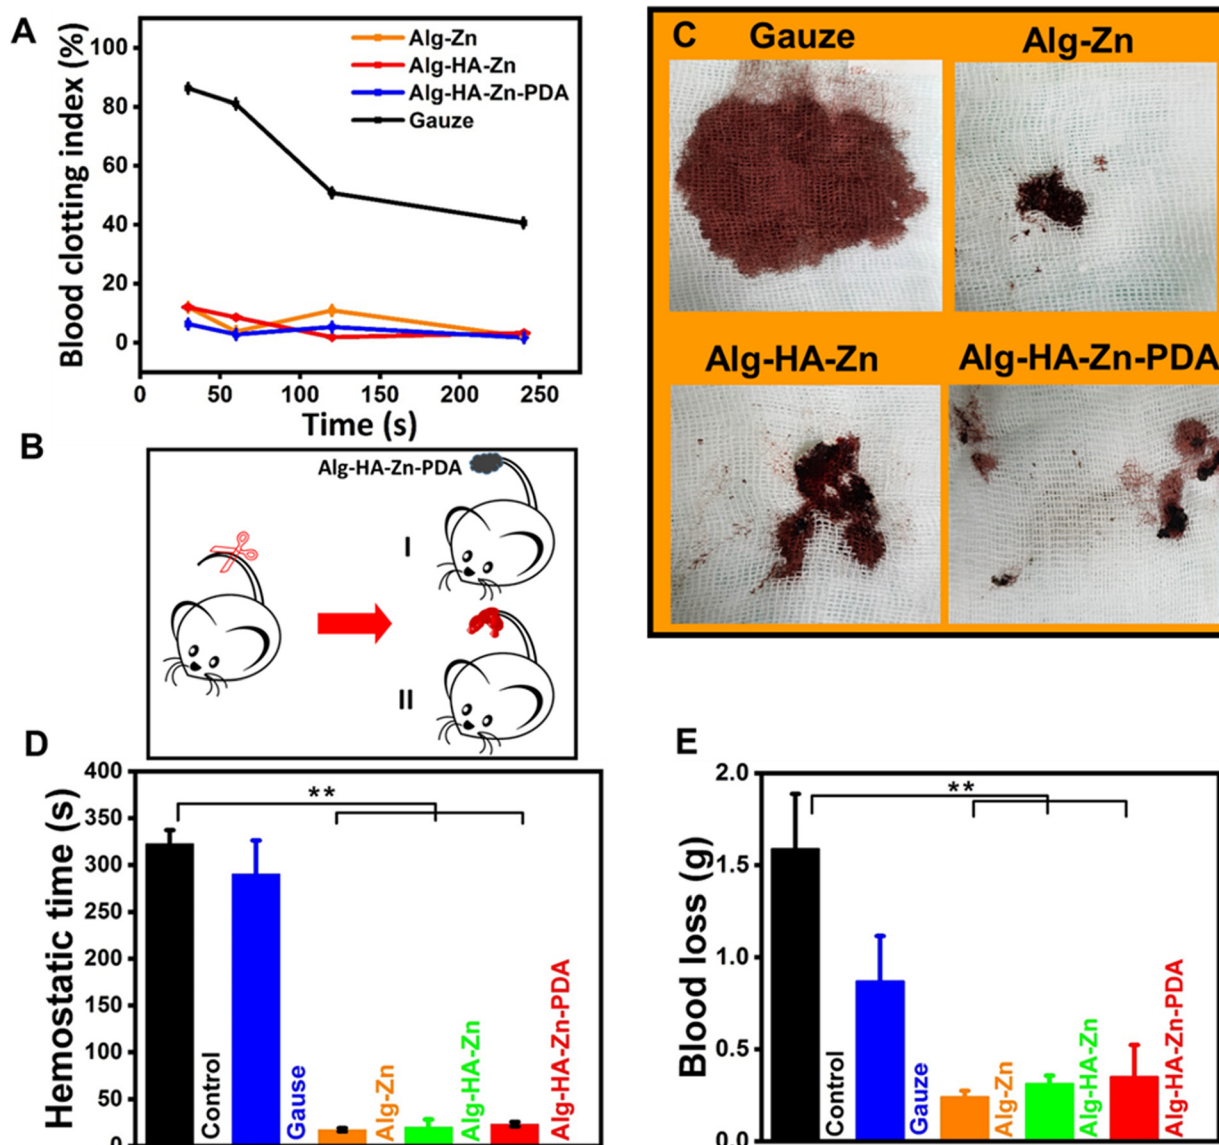 A
Blood clotting index (%)
100
80
60
40
20
0
Alg-Zn
Alg-HA-Zn
Alg-HA-Zn-PDA
Gauze
0 50 100 150 200 250
Time (s)
B
Alg-HA-Zn-PDA
I
II
C
Gauze
Alg-Zn
Alg-HA-Zn
Alg-HA-Zn-PDA
D
Hemostatic time (s)
400
350
300
250
200
150
100
50
0
**
Control
Gause
Alg-Zn
Alg-HA-Zn
Alg-HA-Zn-PDA
E
Blood loss (g)
2.0
1.5
1.0
0.5
0.0
**
Control
Gauze
Alg-Zn
Alg-HA-Zn
Alg-HA-Zn-PDA